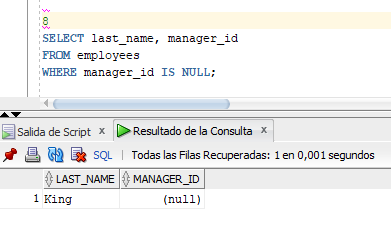 8
SELECT last_name, manager_id
FROM employees
WHERE manager_id IS NULL;
Salida de Script x Resultado de la Consulta x
SQL | Todas las Filas Recuperadas: 1 en 0,001 segundos
LAST_NAME MANAGER_ID
1 King (null)